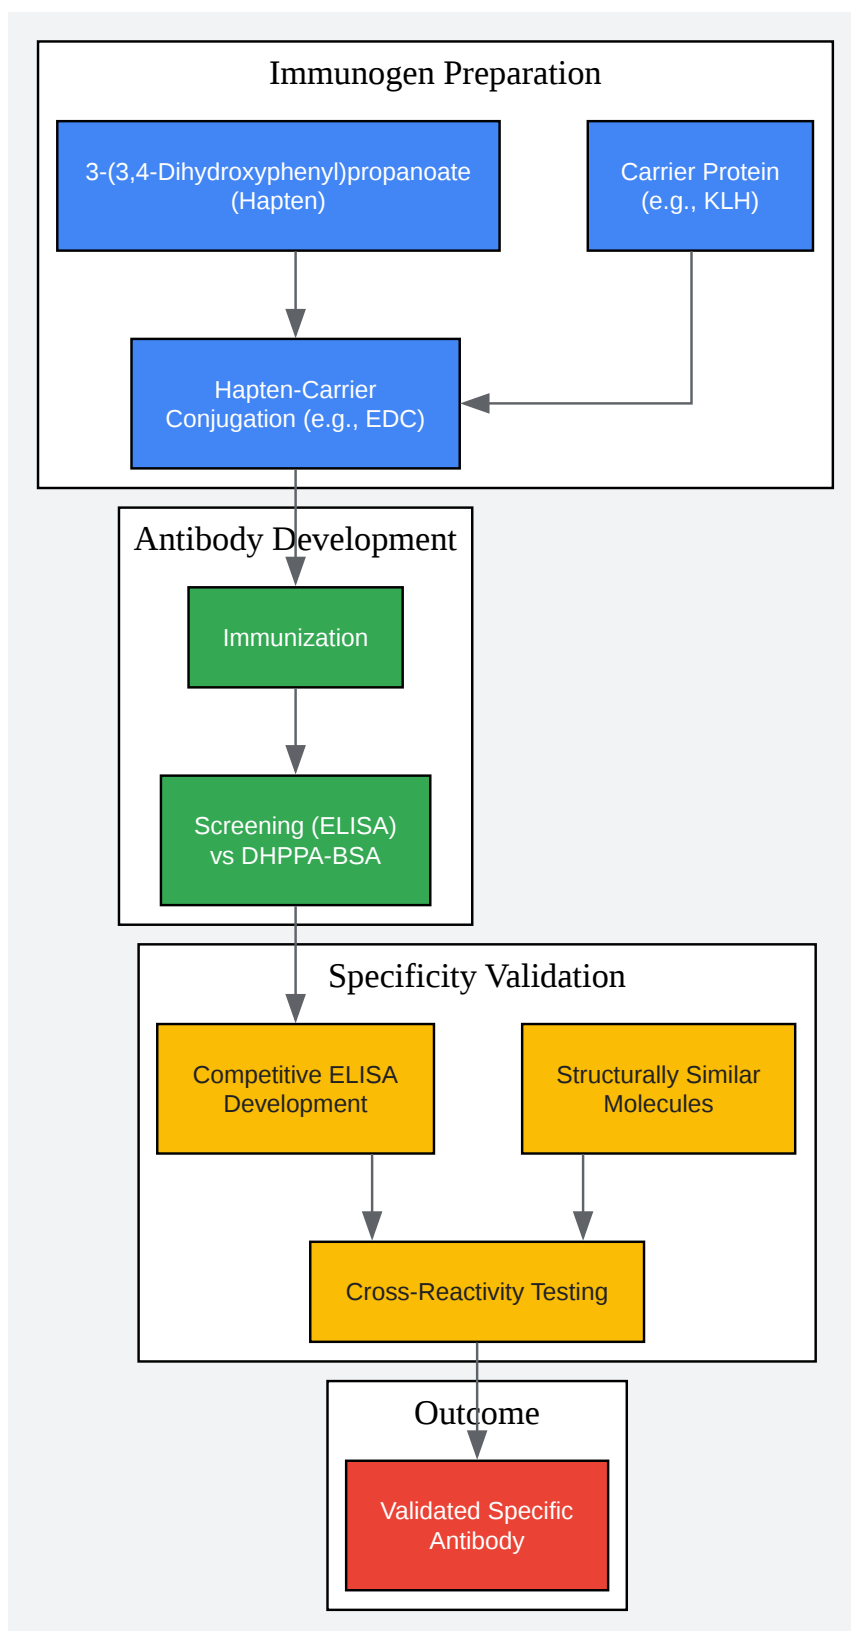 Immunogen Preparation
3-(3,4-Dihydroxyphenyl)propanoate
(Hapten)
Carrier Protein
(e.g., KLH)
Hapten-Carrier
Conjugation (e.g., EDC)
Antibody Development
Immunization
Screening (ELISA)
vs DHPPA-BSA
Specificity Validation
Competitive ELISA
Development
Structurally Similar
Molecules
Cross-Reactivity Testing
Outcome
Validated Specific
Antibody